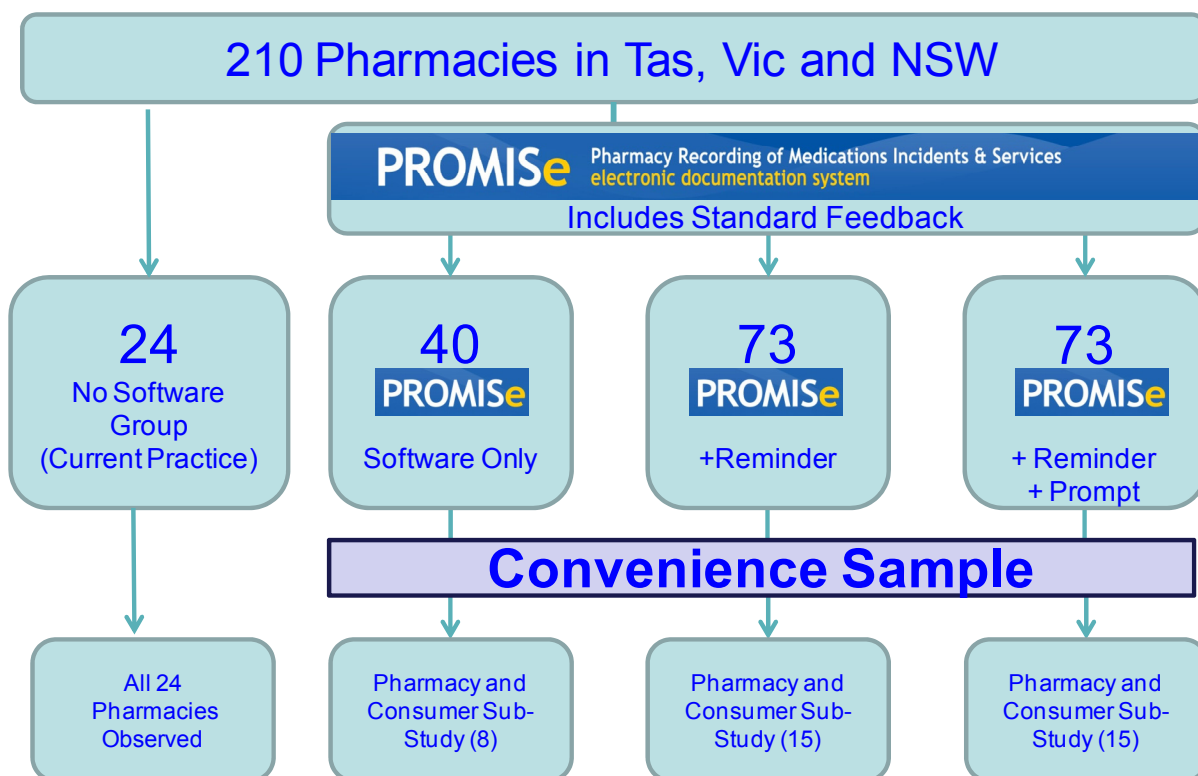 210 Pharmacies in Tas, Vic and NSW
PROMISe Pharmacy Recording of Medications Incidents & Services
electronic documentation system
Includes Standard Feedback
24
No Software
Group
(Current Practice)
40
PROMISe
Software Only
73
PROMISe
+Reminder
73
PROMISe
+ Reminder
+ Prompt
Convenience Sample
All 24
Pharmacies
Observed
Pharmacy and
Consumer Sub-
Study (8)
Pharmacy and
Consumer Sub-
Study (15)
Pharmacy and
Consumer Sub-
Study (15)